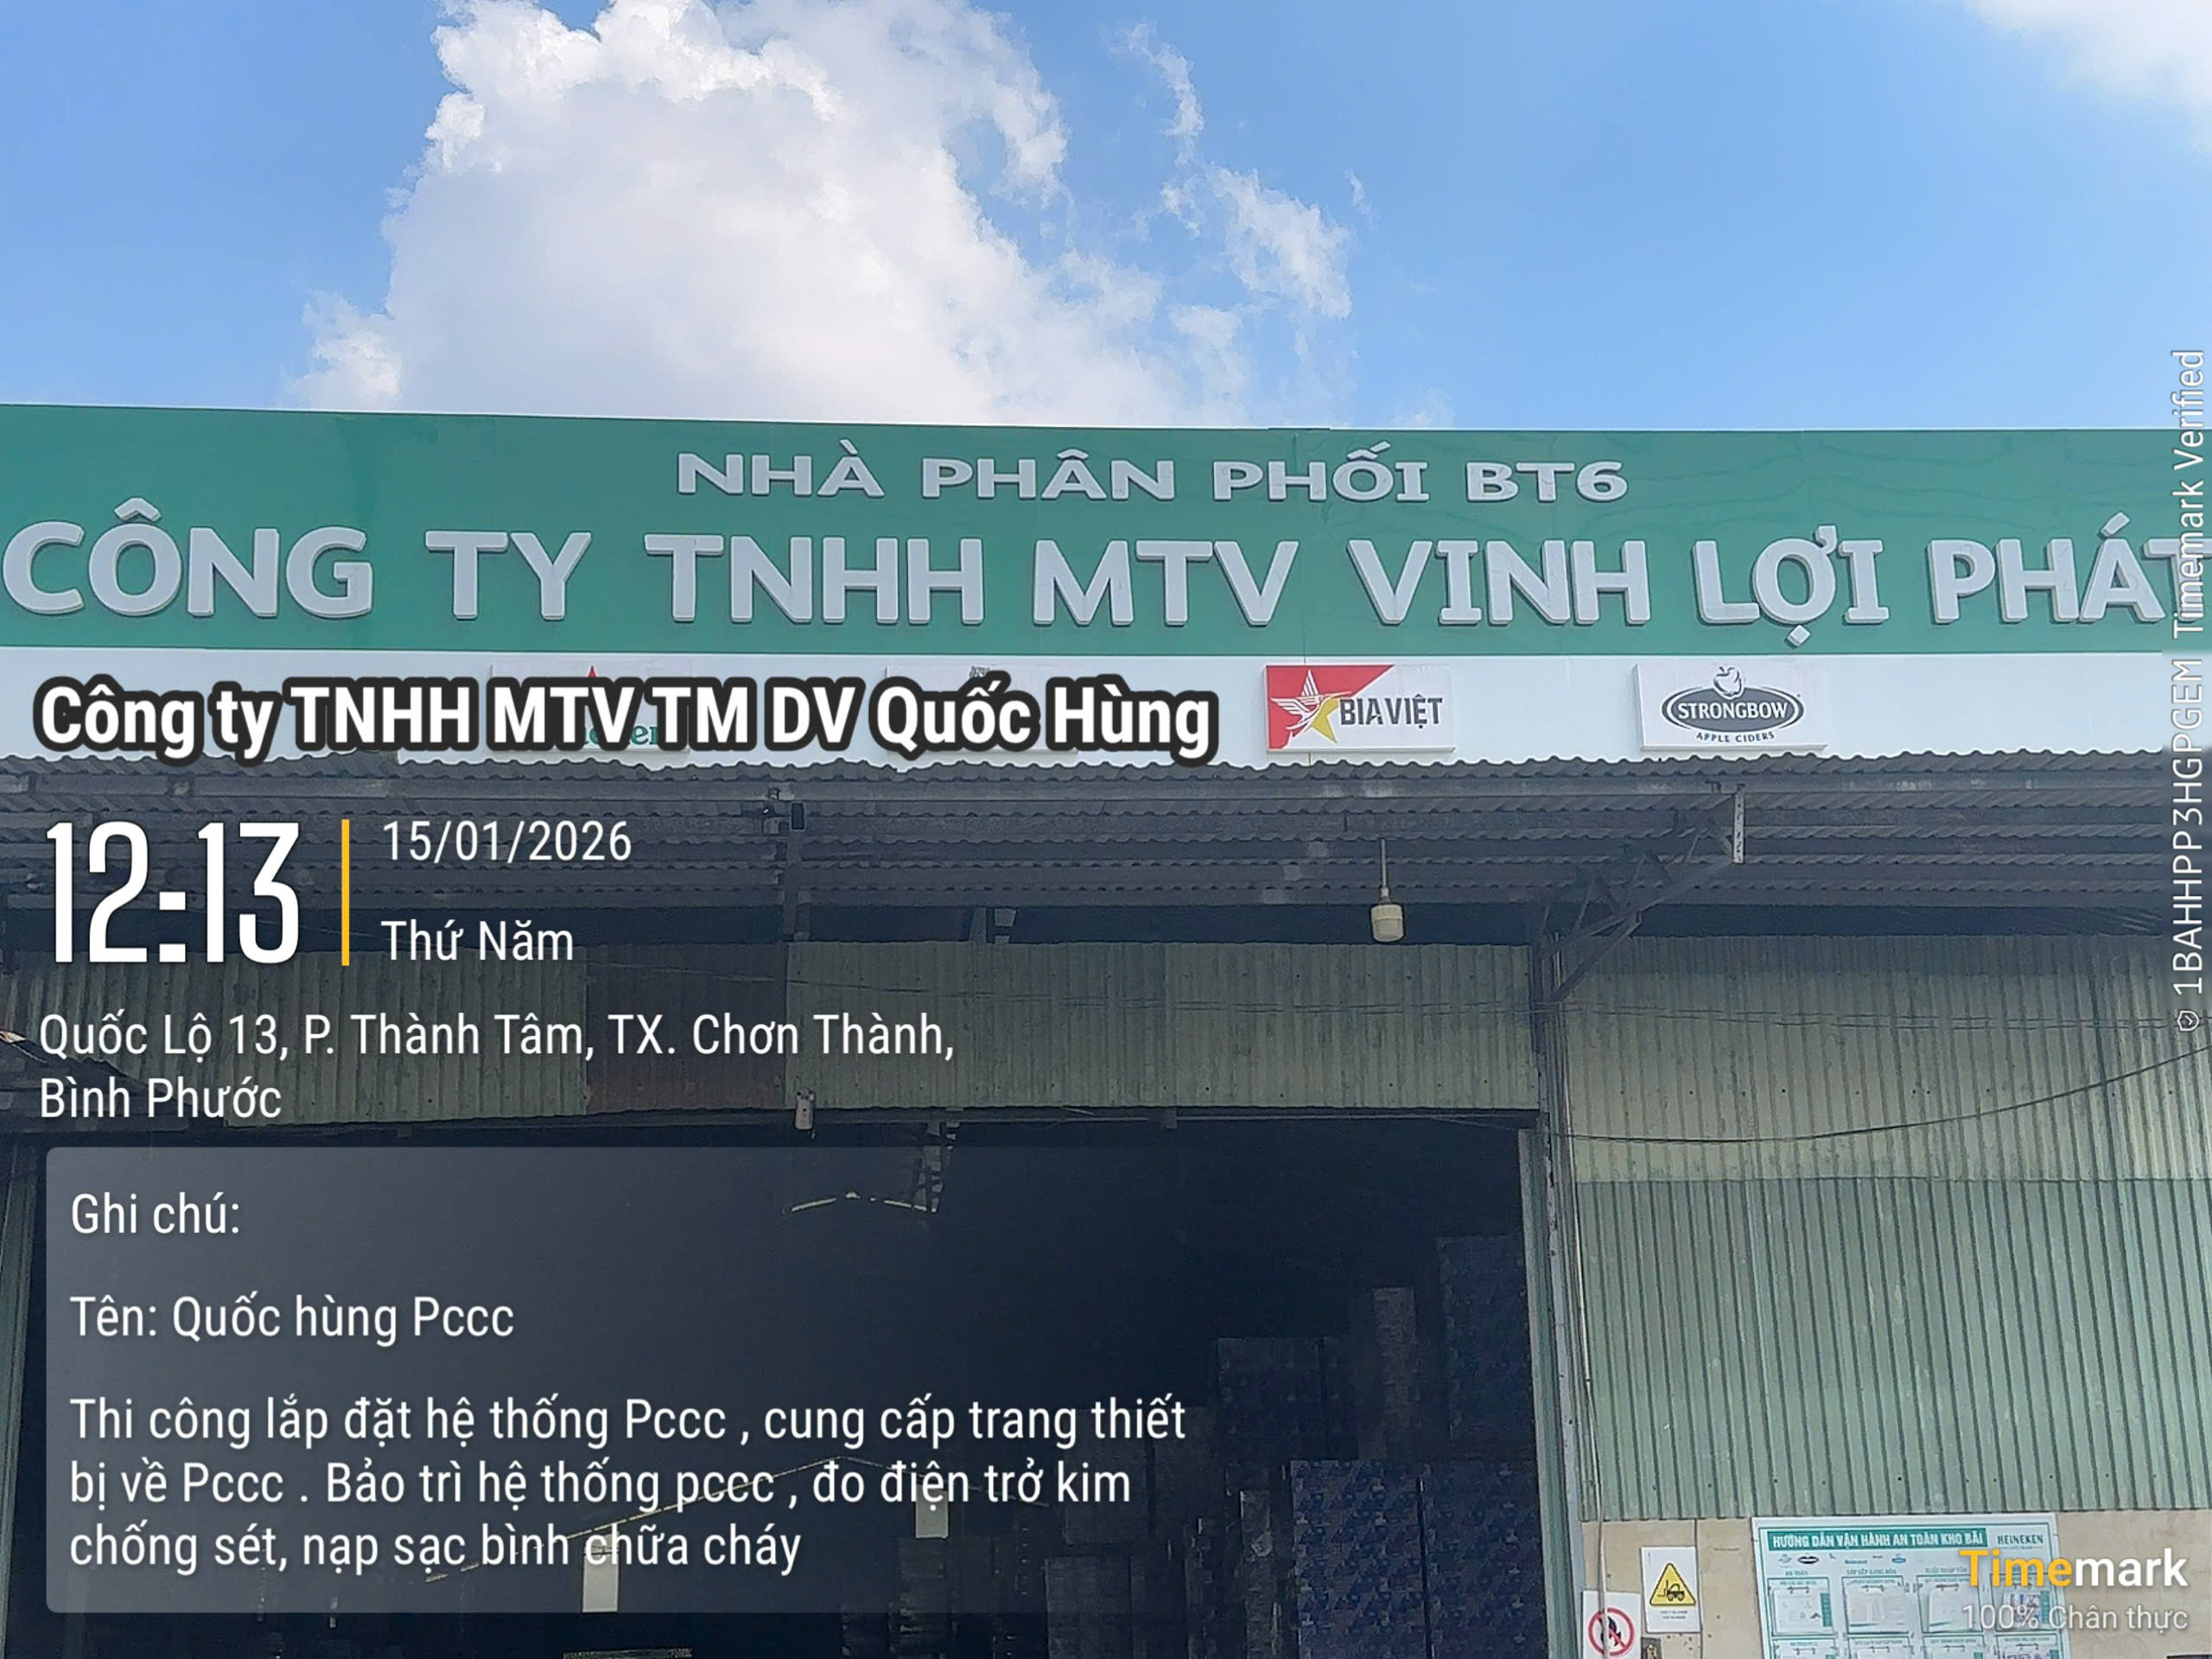 NHÀ PHÂN PHỐI BT6
CÔNG TY TNHH MTV VINH LỢI PHÁT
BIA VIỆT
STRONGBOW
APPLE CIDERS
Công ty TNHH MTV TM DV Quốc Hùng
12:13
15/01/2026
Thứ Năm
Quốc Lộ 13, P. Thành Tâm, TX. Chơn Thành,
Bình Phước
Ghi chú:
Tên: Quốc hùng Pccc
Thi công lắp đặt hệ thống Pccc , cung cấp trang thiết
bị về Pccc . Bảo trì hệ thống pccc , đo điện trở kim
chống sét, nạp sạc bình chữa cháy
HƯỚNG DẪN VẬN HÀNH AN TOÀN KHO BÃI
HEINEKEN
Timemark
100% Chân thực
1BAHHPP3HGPGEM Timemark Verified